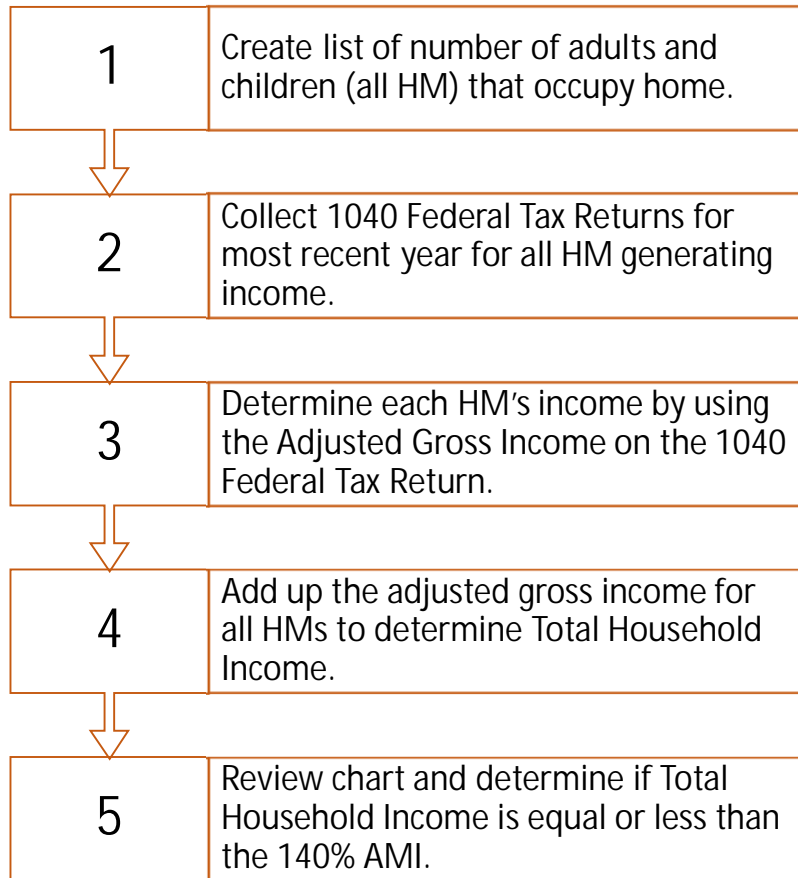 1
Create list of number of adults and
children (all HM) that occupy home.
2
Collect 1040 Federal Tax Returns for
most recent year for all HM generating
income.
3
Determine each HM’s income by using
the Adjusted Gross Income on the 1040
Federal Tax Return.
4
Add up the adjusted gross income for
all HMs to determine Total Household
Income.
5
Review chart and determine if Total
Household Income is equal or less than
the 140% AMI.